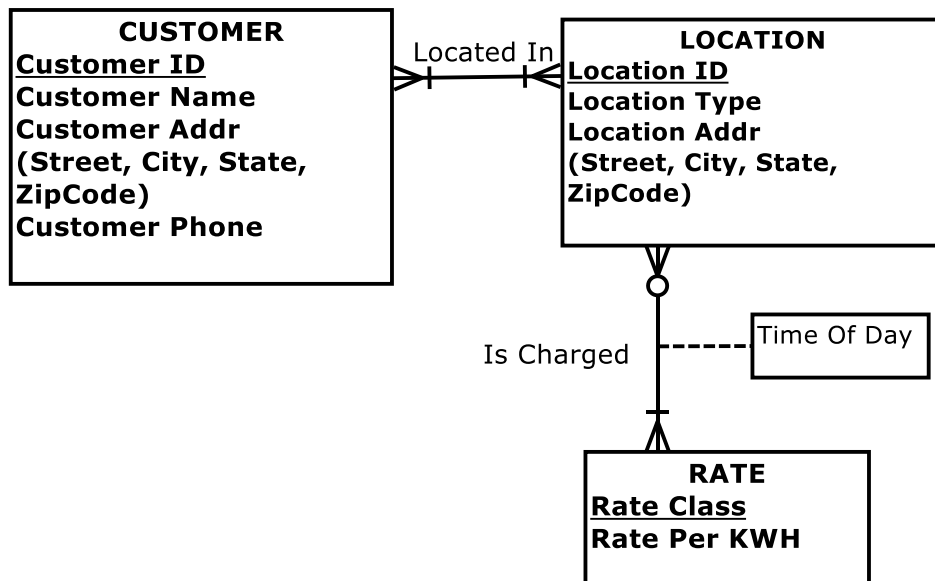 CUSTOMER
Customer ID
Customer Name
Customer Addr
(Street, City, State,
ZipCode)
Customer Phone
Located In
LOCATION
Location ID
Location Type
Location Addr
(Street, City, State,
ZipCode)
Is Charged
Time Of Day
RATE
Rate Class
Rate Per KWH